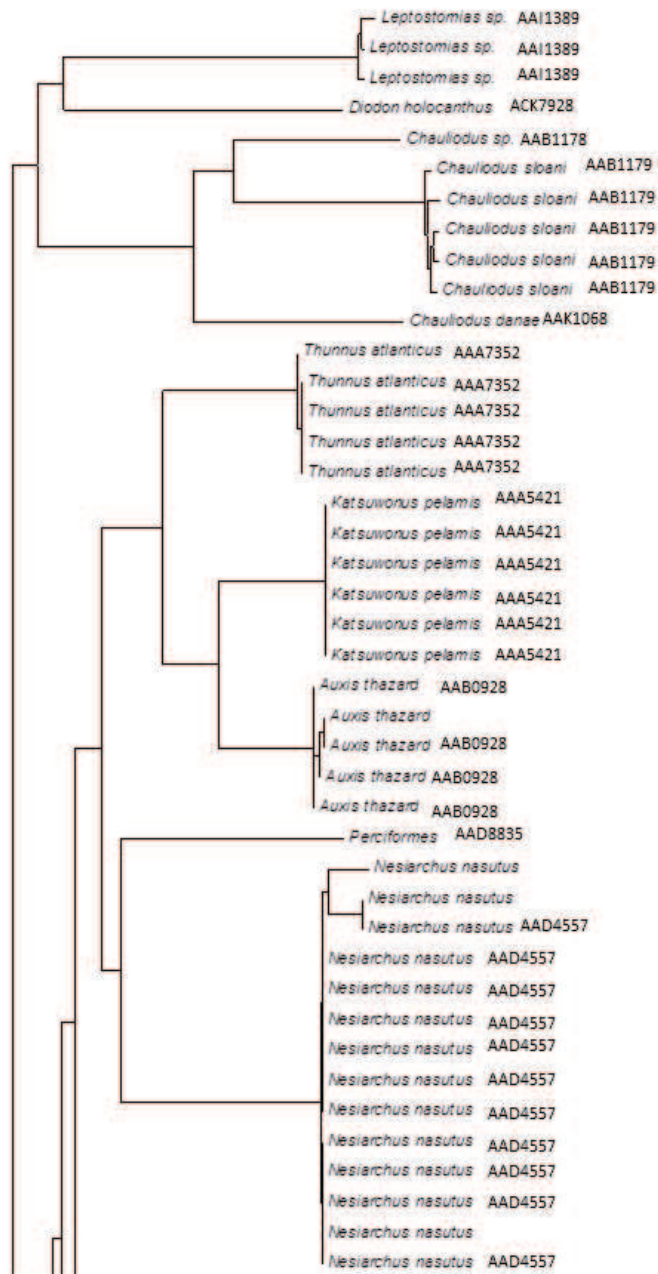 Leptostomias sp. AAI1389
Leptostomias sp. AAI1389
Leptostomias sp. AAI1389
Diodon holocanthus ACK7928
Chauliodus sp. AAB1178
Chauliodus sloani AAB1179
Chauliodus sloani AAB1179
Chauliodus sloani AAB1179
Chauliodus sloani AAB1179
Chauliodus sloani AAB1179
Chauliodus danae AAK1068
Thunnus atlanticus AAA7352
Thunnus atlanticus AAA7352
Thunnus atlanticus AAA7352
Thunnus atlanticus AAA7352
Thunnus atlanticus AAA7352
Katsuwonus pelamis AAA5421
Katsuwonus pelamis AAA5421
Katsuwonus pelamis AAA5421
Katsuwonus pelamis AAA5421
Katsuwonus pelamis AAA5421
Katsuwonus pelamis AAA5421
Auxis thazard AAB0928
Auxis thazard
Auxis thazard AAB0928
Auxis thazard AAB0928
Auxis thazard AAB0928
Perciformes AAD8835
Nesiarchus nasutus
Nesiarchus nasutus
Nesiarchus nasutus AAD4557
Nesiarchus nasutus AAD4557
Nesiarchus nasutus AAD4557
Nesiarchus nasutus AAD4557
Nesiarchus nasutus AAD4557
Nesiarchus nasutus AAD4557
Nesiarchus nasutus AAD4557
Nesiarchus nasutus AAD4557
Nesiarchus nasutus AAD4557
Nesiarchus nasutus AAD4557
Nesiarchus nasutus
Nesiarchus nasutus AAD4557